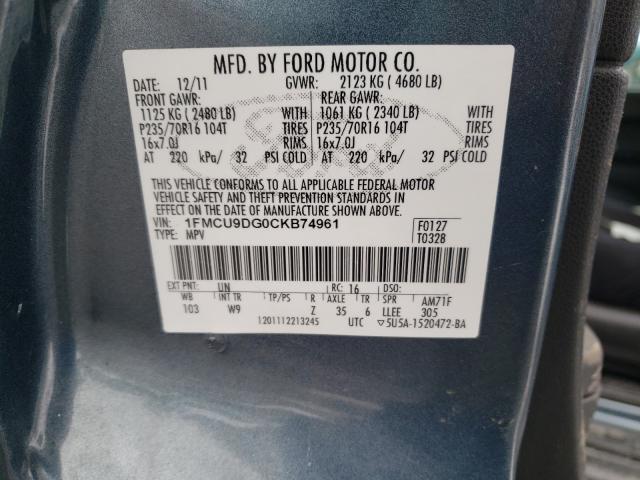 MFD. BY FORD MOTOR CO.
DATE: 12/11 GVWR: 2123 KG ( 4680 LB)
FRONT GAWR: REAR GAWR:
1125 KG ( 2480 LB) WITH 1061 KG ( 2340 LB) WITH
P235/70R16 104T TIRES P235/70R16 104T TIRES
16x7.0J RIMS 16x7.0J RIMS
AT 220 kPa/ 32 PSI COLD AT 220 kPa/ 32 PSI COLD
THIS VEHICLE CONFORMS TO ALL APPLICABLE FEDERAL MOTOR
VEHICLE SAFETY AND THEFT PREVENTION STANDARDS IN
EFFECT ON THE DATE OF MANUFACTURE SHOWN ABOVE.
VIN: 1FMCU9DG0CKB74961 F0127
TYPE: MPV T0328
EXT PNT: UN RC: 16 DSO:
WB INT TR TP/PS R AXLE TR SPR AM71F
103 W9 Z 35 6 LLEE 305
1201112213245 UTC ▽5U5A-1520472-BA
Ford